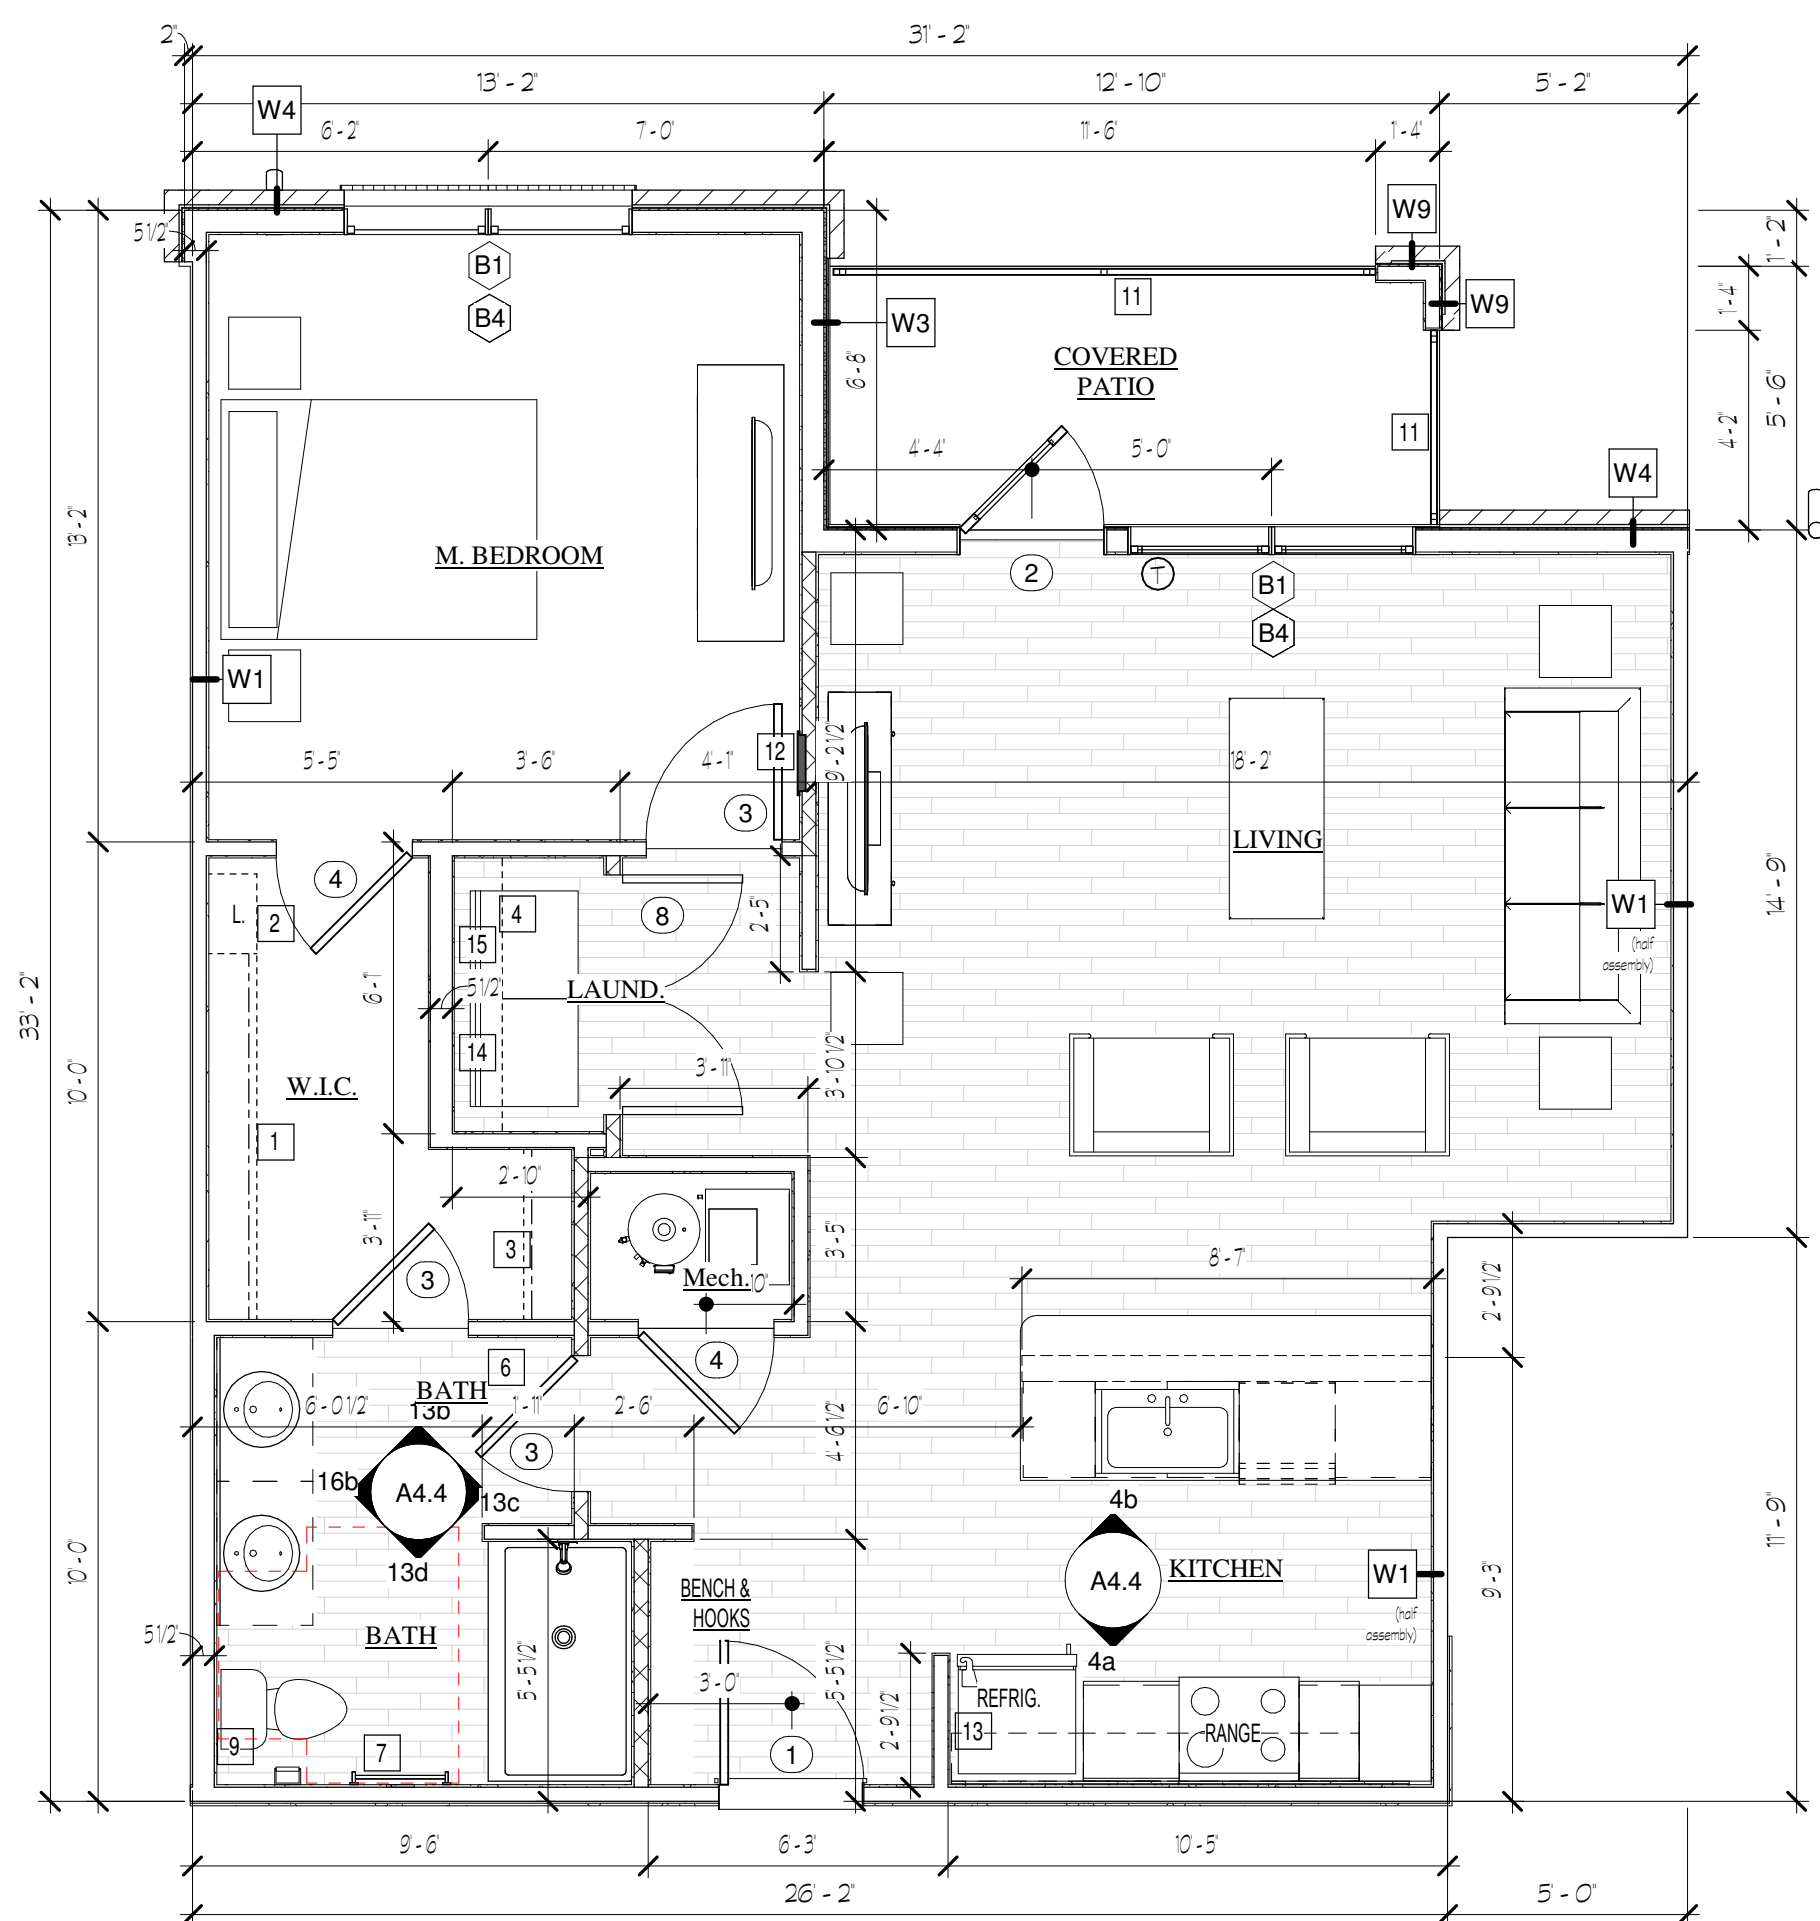 2"
31'-2"
13'-2"
12'-10"
5'-2"
W4
6'-2"
7'-0"
11'-6"
1'-4"
W9
5 1/2"
1'-2"
B1
11
W9
1'-4"
B4
W3
COVERED
PATIO
6'-8"
5'-6"
11
4'-2"
4'-4"
5'-0"
W4
13'-2"
M. BEDROOM
2
T
B1
B4
W1
12
9'-2 1/2"
5'-5"
3'-6"
4'-1"
18'-2"
3
LIVING
4
W1
(half
assembly)
14'-9"
L.
2
4
8
2'-5"
15
6'-1"
5 1/2"
LAUND.
33'-2"
14
3'-11"
3'-10 1/2"
10'-0"
W.I.C.
1
2'-10"
3'-11"
3
3'-5"
8'-7"
3
Mech.
10"
2'-9 1/2"
6
4
BATH
6'-0 1/2"
1'-11"
2'-6"
6'-10"
13b
4'-6 1/2"
3
16b
A4.4
13c
4b
11'-9"
13d
10'-0"
BENCH &
HOOKS
A4.4
KITCHEN
W1
(half
assembly)
9'-3"
5 1/2"
BATH
5'-5 1/2"
5'-5 1/2"
4a
3'-0"
2'-9 1/2"
REFRIG.
13
RANGE
9
7
1
9'-6"
6'-3"
10'-5"
26'-2"
5'-0"